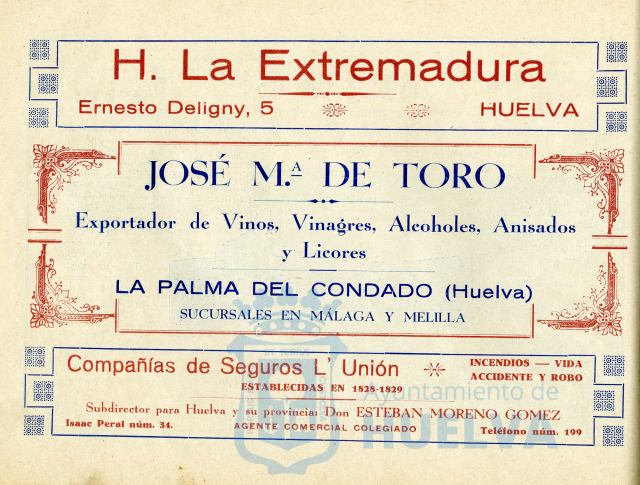 H. La Extremadura
Ernesto Deligny, 5 HUELVA
JOSÉ M.ª DE TORO
Exportador de Vinos, Vinagres, Alcoholes, Anisados
y Licores
LA PALMA DEL CONDADO (Huelva)
SUCURSALES EN MÁLAGA Y MELILLA
Compañías de Seguros L' Unión
INCENDIOS — VIDA
ACCIDENTE Y ROBO
ESTABLECIDAS EN 1828-1829
Subdirector para Huelva y su provincia: Don ESTEBAN MORENO GOMEZ
Isaac Peral núm. 34. AGENTE COMERCIAL COLEGIADO Teléfono núm. 199
Ayuntamiento de
HUELVA